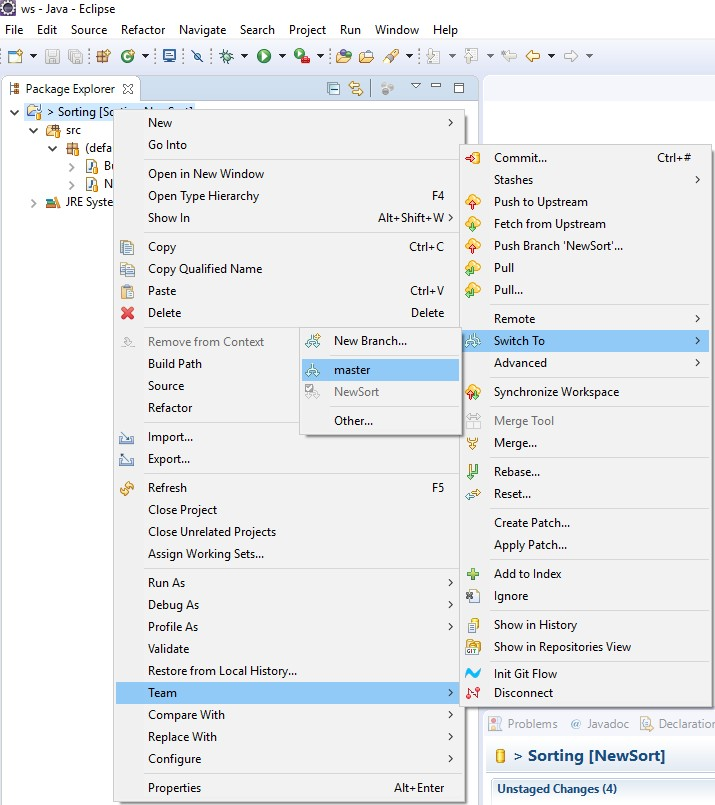 ws - Java - Eclipse
File Edit Source Refactor Navigate Search Project Run Window Help
Package Explorer
> Sorting [Sorting NewSort]
src
(defa
Bu
N
JRE Syste
New
Go Into
Open in New Window
Open Type Hierarchy F4
Show In Alt+Shift+W
Copy Ctrl+C
Copy Qualified Name
Paste Ctrl+V
Delete Delete
Remove from Context
Build Path
Source
Refactor
Import...
Export...
Refresh F5
Close Project
Close Unrelated Projects
Assign Working Sets...
Run As
Debug As
Profile As
Validate
Restore from Local History...
Team
Compare With
Replace With
Configure
Properties Alt+Enter
New Branch...
master
NewSort
Other...
Commit... Ctrl+#
Stashes
Push to Upstream
Fetch from Upstream
Push Branch 'NewSort'...
Pull
Pull...
Remote
Switch To
Advanced
Synchronize Workspace
Merge Tool
Merge...
Rebase...
Reset...
Create Patch...
Apply Patch...
Add to Index
Ignore
Show in History
GIT Show in Repositories View
Init Git Flow
Disconnect
Problems @ Javadoc Declaration
> Sorting [NewSort]
Unstaged Changes (4)